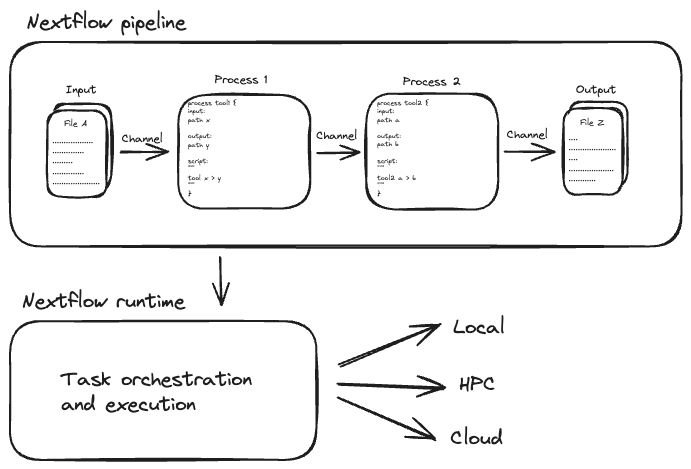 Nextflow pipeline
Input
Process 1
Process 2
Output
File A
Channel
process tool1 {
input:
path x
output:
path y
script:
"""
tool x > y
"""
}
Channel
process tool2 {
input:
path a
output:
path b
script:
"""
tool2 a > b
"""
}
Channel
File Z
Nextflow runtime
Task orchestration
and execution
Local
HPC
Cloud